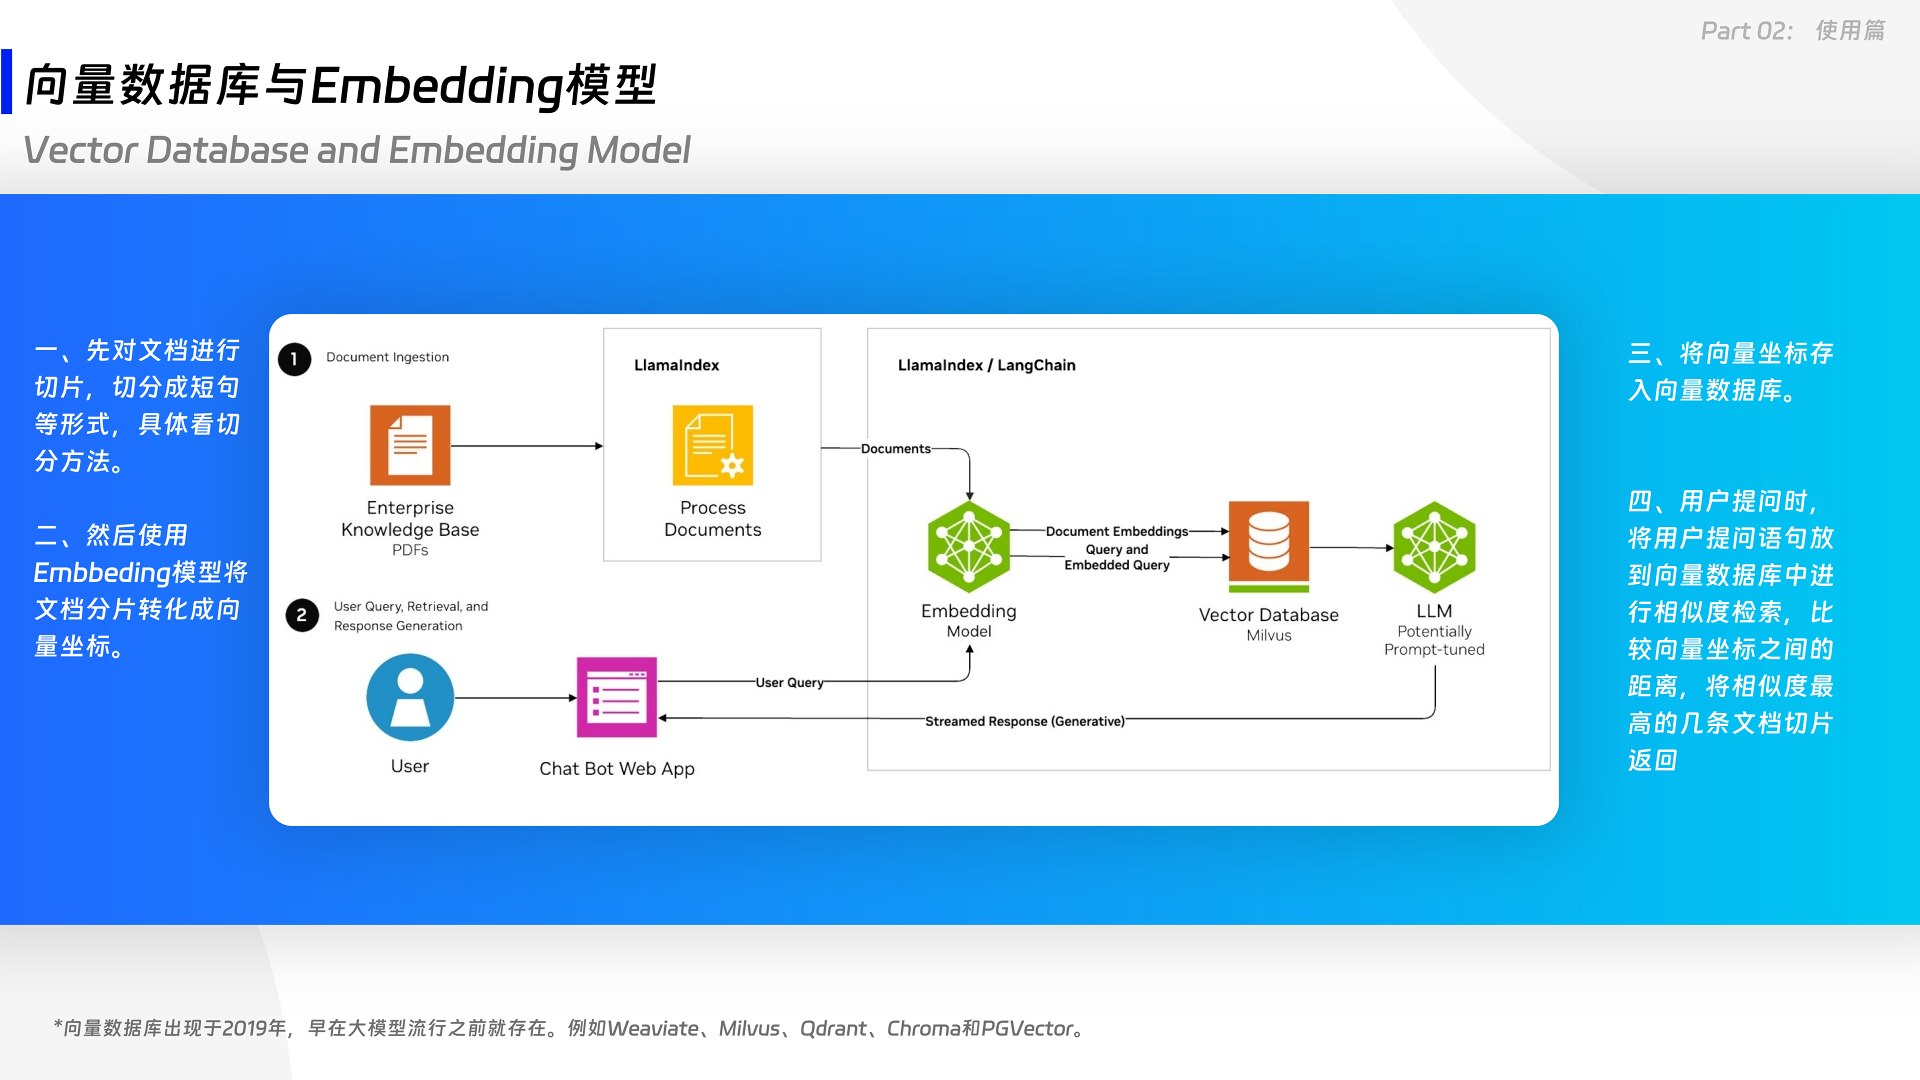 Part 02： 使用篇
向量数据库与Embedding模型
Vector Database and Embedding Model
一、先对文档进行
切片，切分成短句
等形式，具体看切
分方法。
二、然后使用
Embbeding模型将
文档分片转化成向
量坐标。
1
Document Ingestion
LlamaIndex
LlamaIndex / LangChain
Enterprise
Knowledge Base
PDFs
Process
Documents
Documents
Document Embeddings
Query and
Embedded Query
Embedding
Model
Vector Database
Milvus
LLM
Potentially
Prompt-tuned
2
User Query, Retrieval, and
Response Generation
User Query
Streamed Response (Generative)
User
Chat Bot Web App
三、将向量坐标存
入向量数据库。
四、用户提问时，
将用户提问语句放
到向量数据库中进
行相似度检索，比
较向量坐标之间的
距离，将相似度最
高的几条文档切片
返回
*向量数据库出现于2019年，早在大模型流行之前就存在。例如Weaviate、Milvus、Qdrant、Chroma和PGVector。